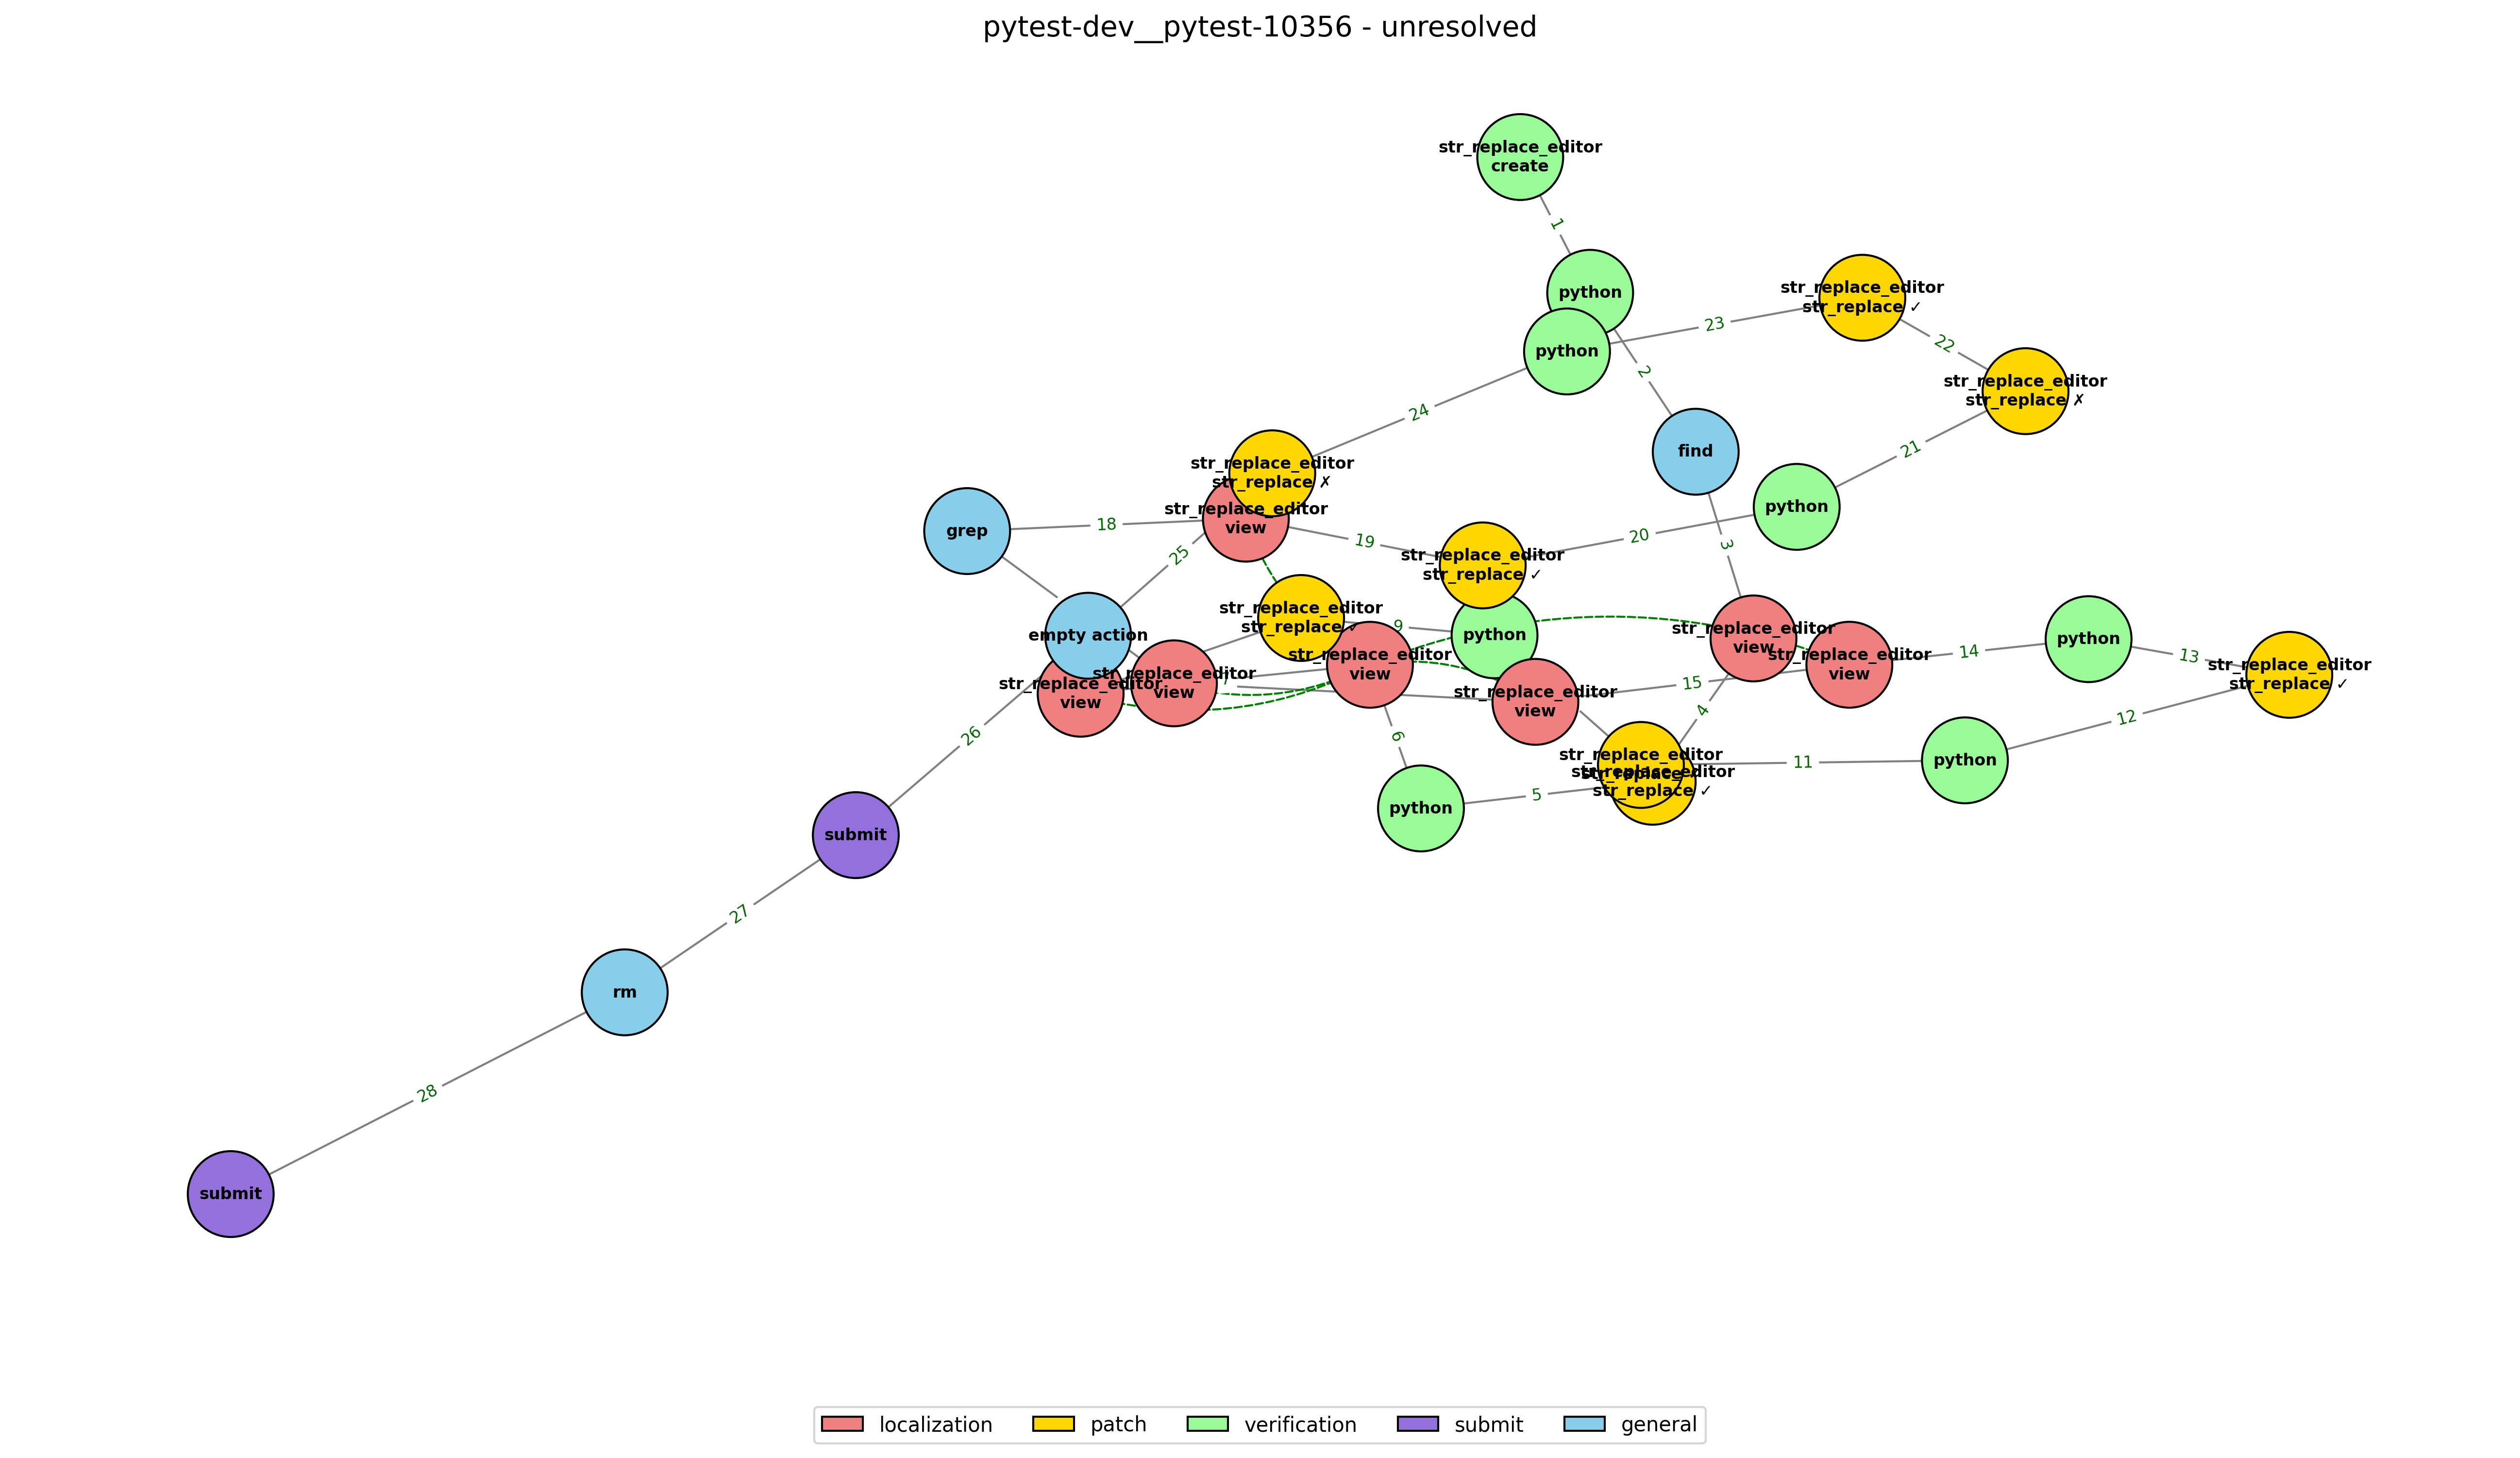 pytest-dev__pytest-10356 - unresolved
str_replace_editor
create
1
python
2
python
23
str_replace_editor
str_replace ✓
22
str_replace_editor
str_replace ✗
24
21
find
str_replace_editor
str_replace ✗
str_replace_editor
view
grep
18
25
19
20
python
3
str_replace_editor
str_replace ✓
str_replace_editor
str_replace ✓
9
python
empty action
str_replace_editor
view
str_replace_editor
view
7
str_replace_editor
view
str_replace_editor
view
str_replace_editor
view
str_replace_editor
view
14
python
13
str_replace_editor
str_replace ✓
15
4
12
6
26
str_replace_editor
str_replace_editor
str_replace ✓
11
python
5
python
submit
27
rm
28
submit
localization
patch
verification
submit
general